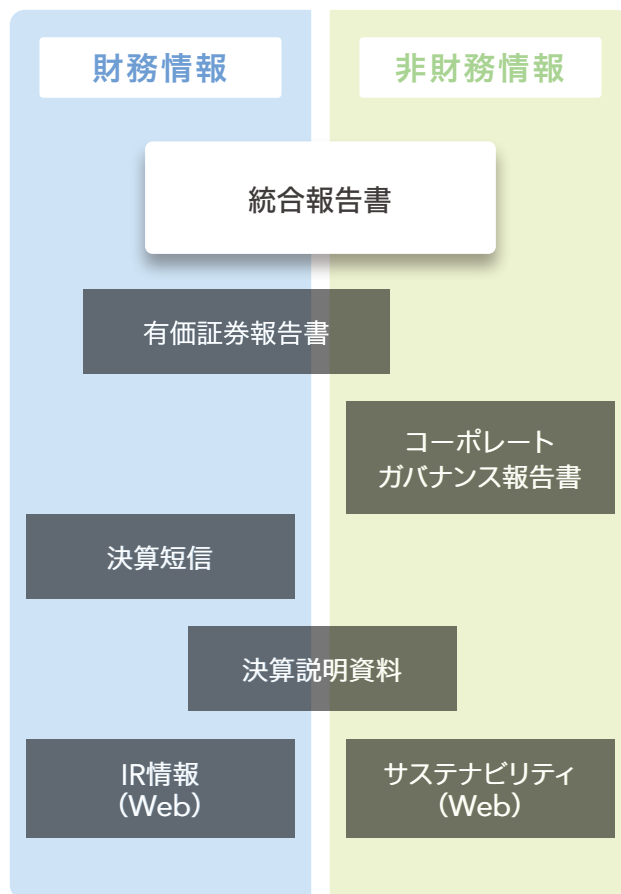 財務情報
非財務情報
統合報告書
有価証券報告書
コーポレート
ガバナンス報告書
決算短信
決算説明資料
IR情報
（Web）
サステナビリティ
（Web）